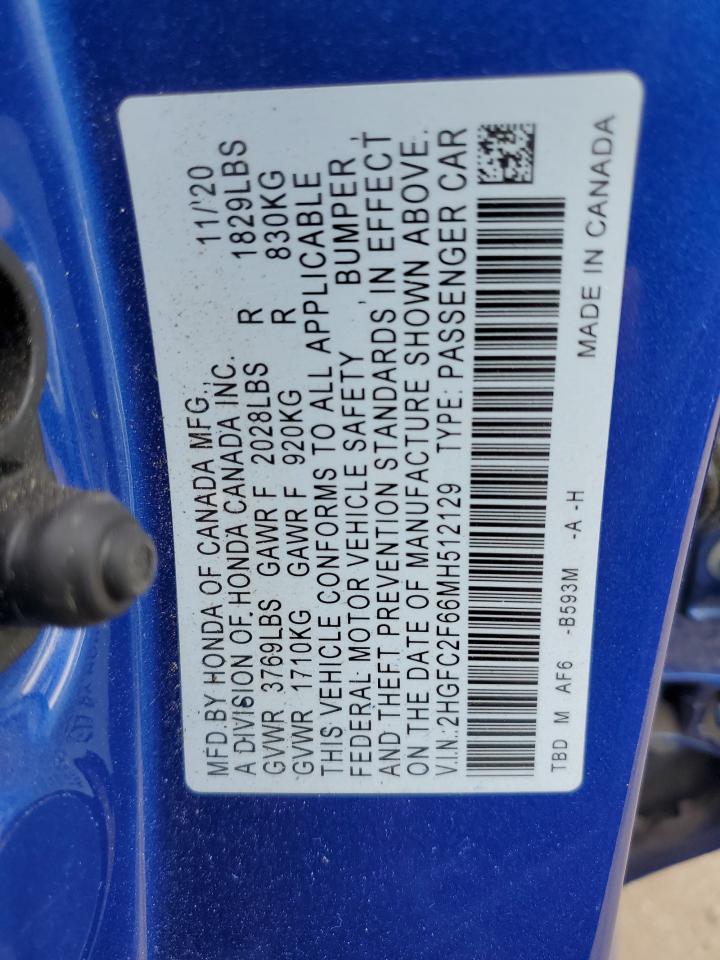 MFD.BY HONDA OF CANADA MFG., 11/'20
A DIVISION OF HONDA CANADA INC.
GVWR 3769LBS GAWR F 2028LBS R 1829LBS
GVWR 1710KG GAWR F 920KG R 830KG
THIS VEHICLE CONFORMS TO ALL APPLICABLE
FEDERAL MOTOR VEHICLE SAFETY , BUMPER ,
AND THEFT PREVENTION STANDARDS IN EFFECT
ON THE DATE OF MANUFACTURE SHOWN ABOVE.
V.I.N.:2HGFC2F66MH512129 TYPE: PASSENGER CAR
TBD M AF6 -B593M -A -H MADE IN CANADA